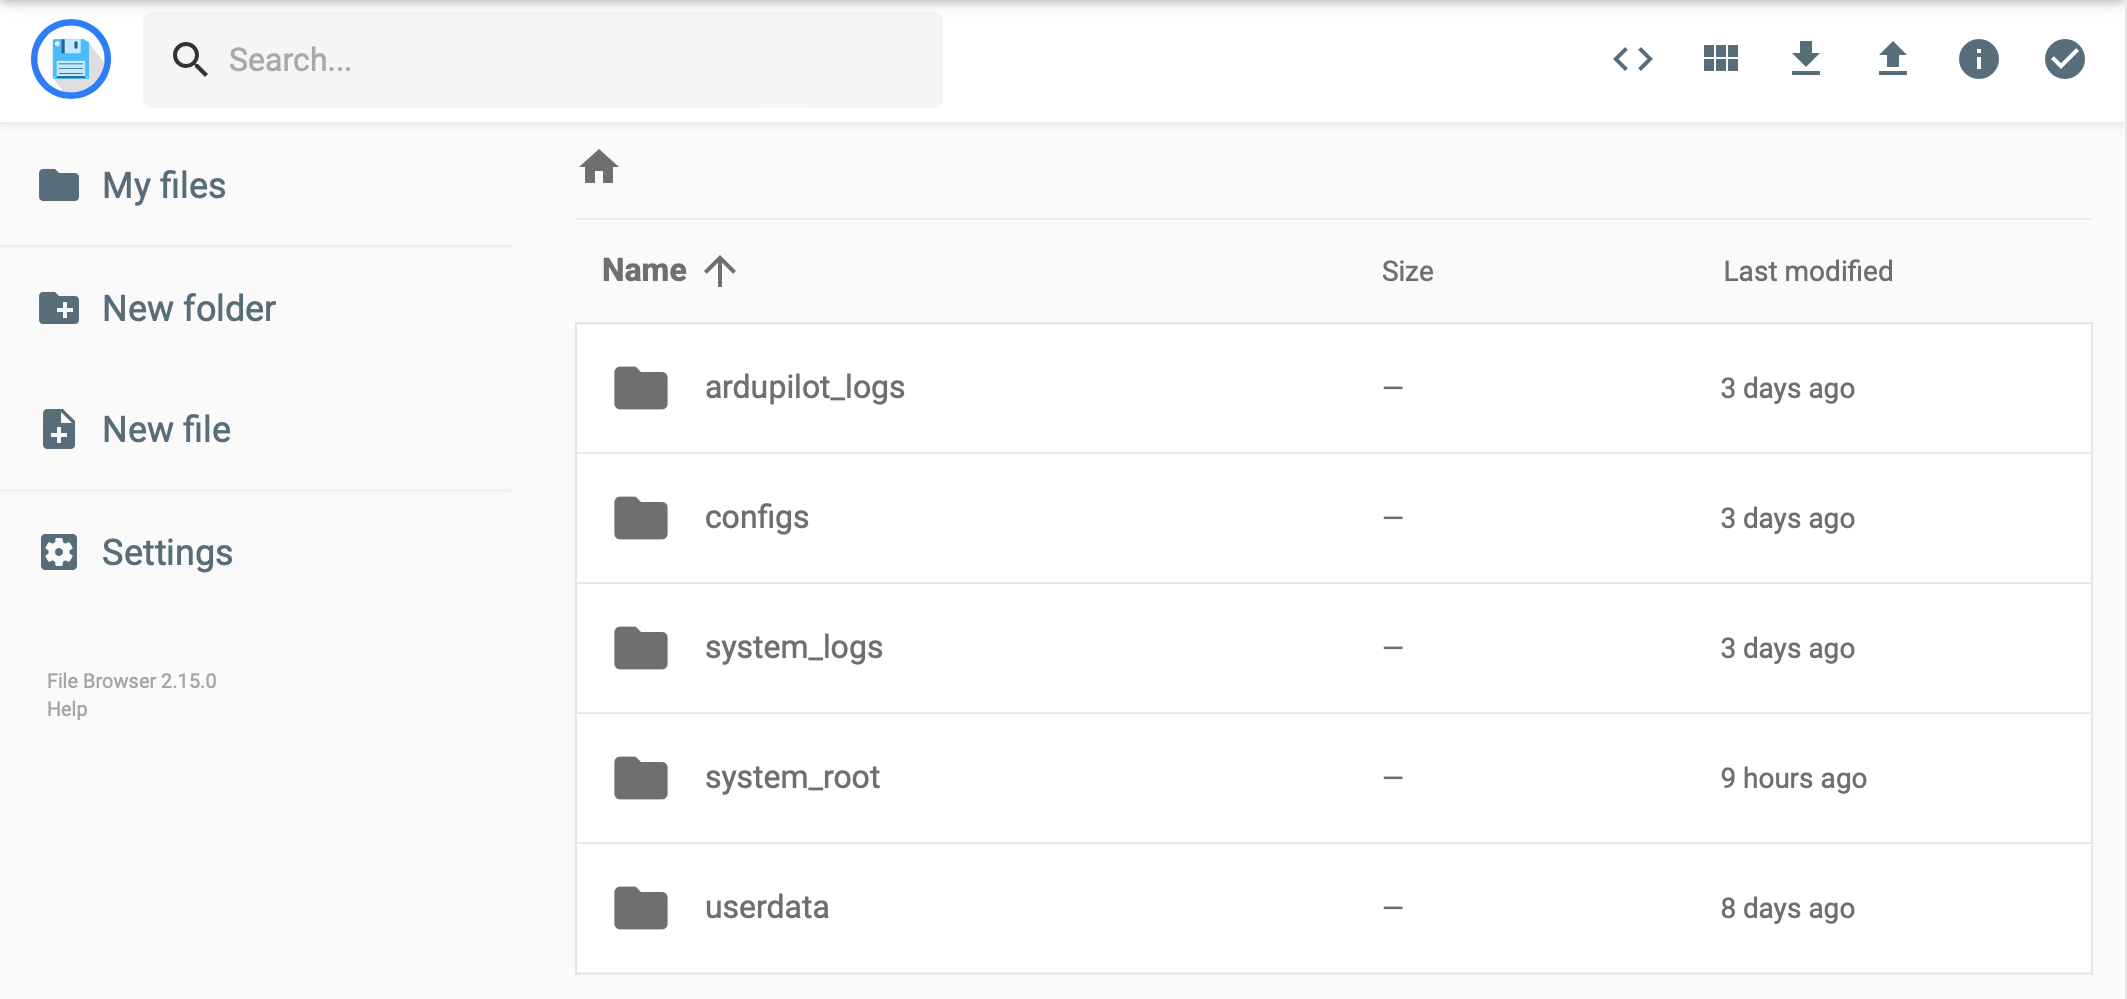 Search...
My files
New folder
New file
Settings
File Browser 2.15.0
Help
Name Size Last modified
ardupilot_logs — 3 days ago
configs — 3 days ago
system_logs — 3 days ago
system_root — 9 hours ago
userdata — 8 days ago